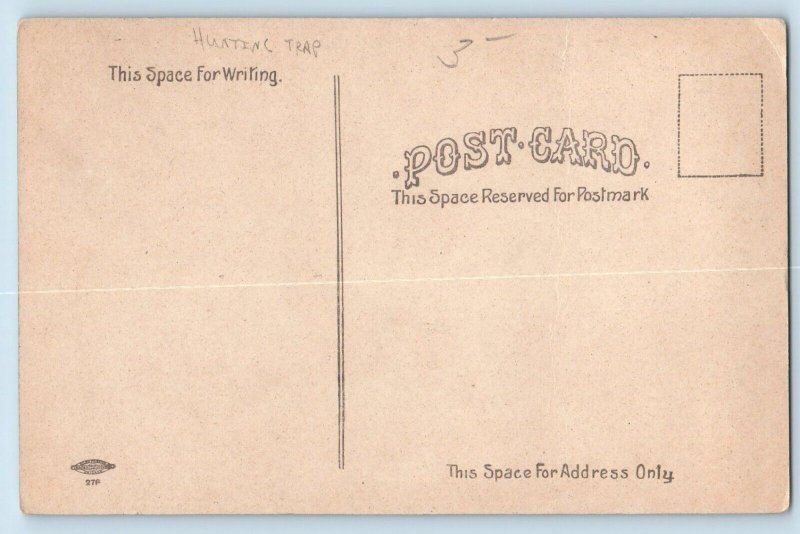 HUNTING TRAP
3-
This Space For Writing.
·POST·CARD.
This Space Reserved For Postmark
This Space For Address Only